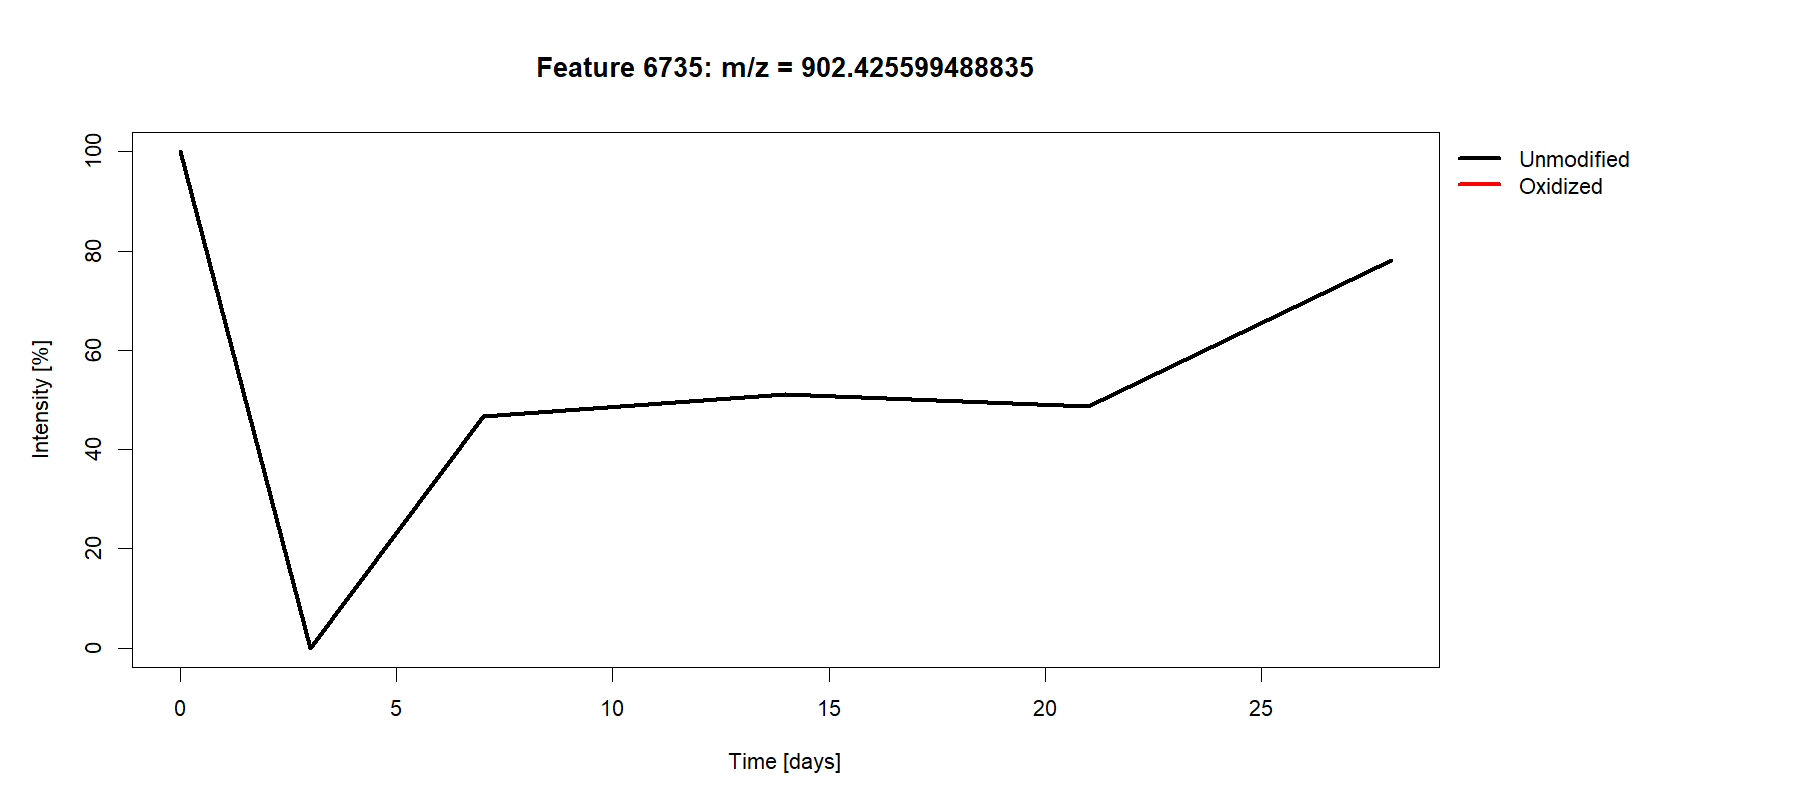 Feature 6735: m/z = 902.425599488835
Unmodified
Oxidized
Intensity [%]
100
80
60
40
20
0
0 5 10 15 20 25
Time [days]